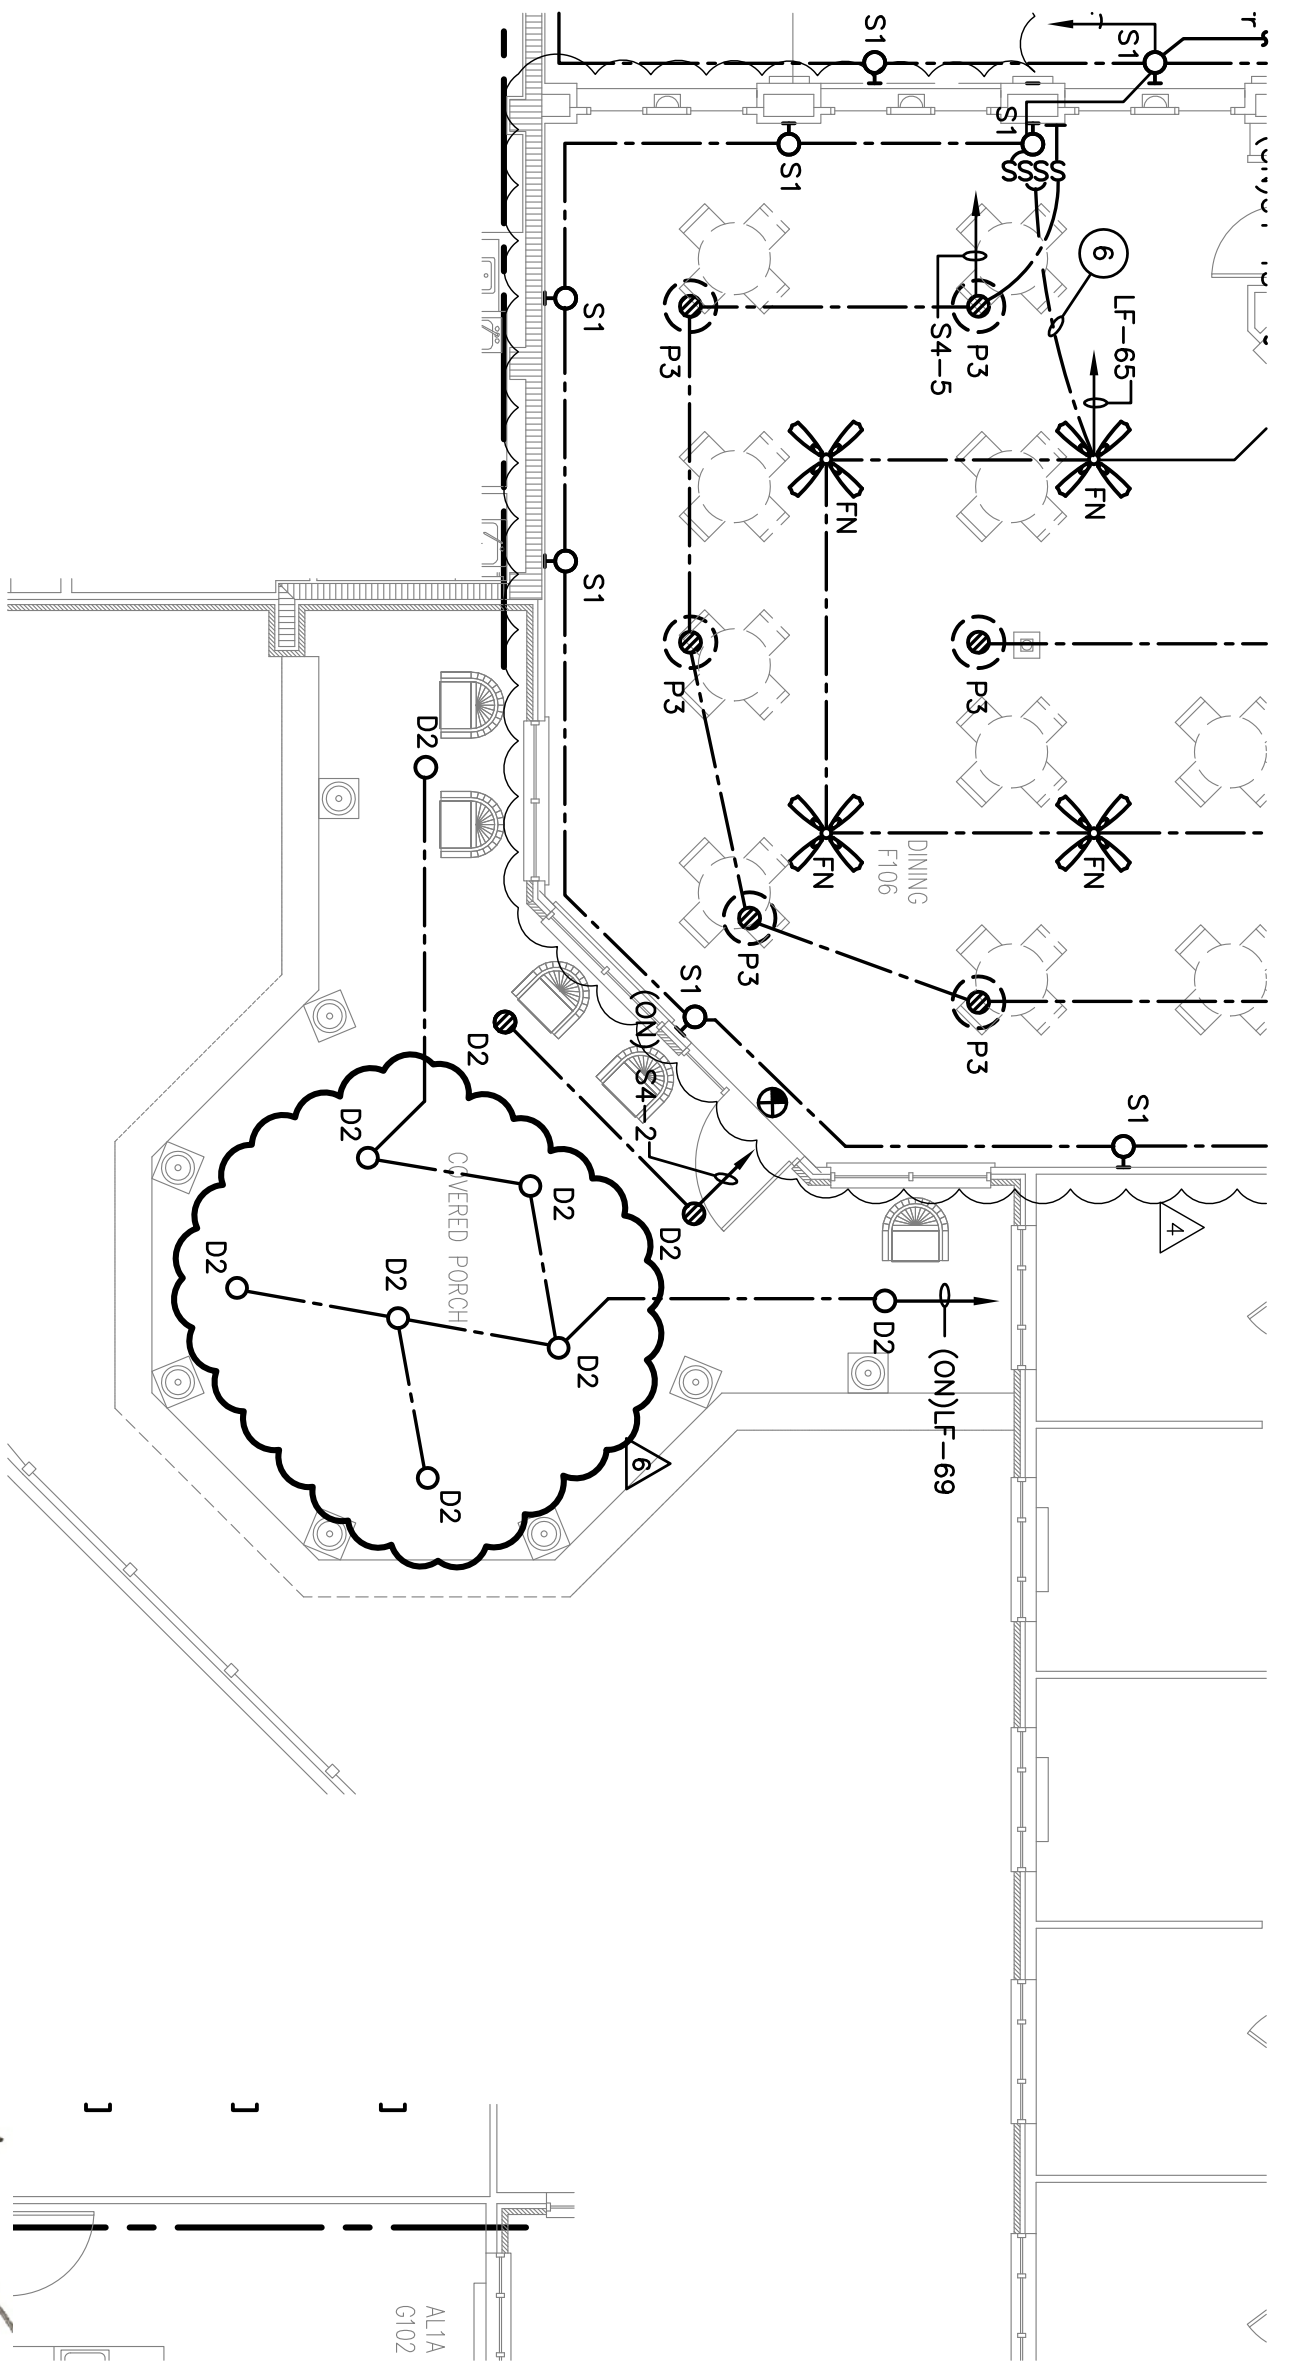 S1
S1
S1
S1
SSSS
6
LF-65
S4-5
P3
P3
S1
FN
FN
S1
P3
P3
D2
FN
FN
DINING
F106
P3
S1
P3
D2
(ON) S4-2
S1
D2
D2
COVERED PORCH
D2
D2
4
D2
D2
D2
D2
(ON)LF-69
6
D2
AL1A
G102